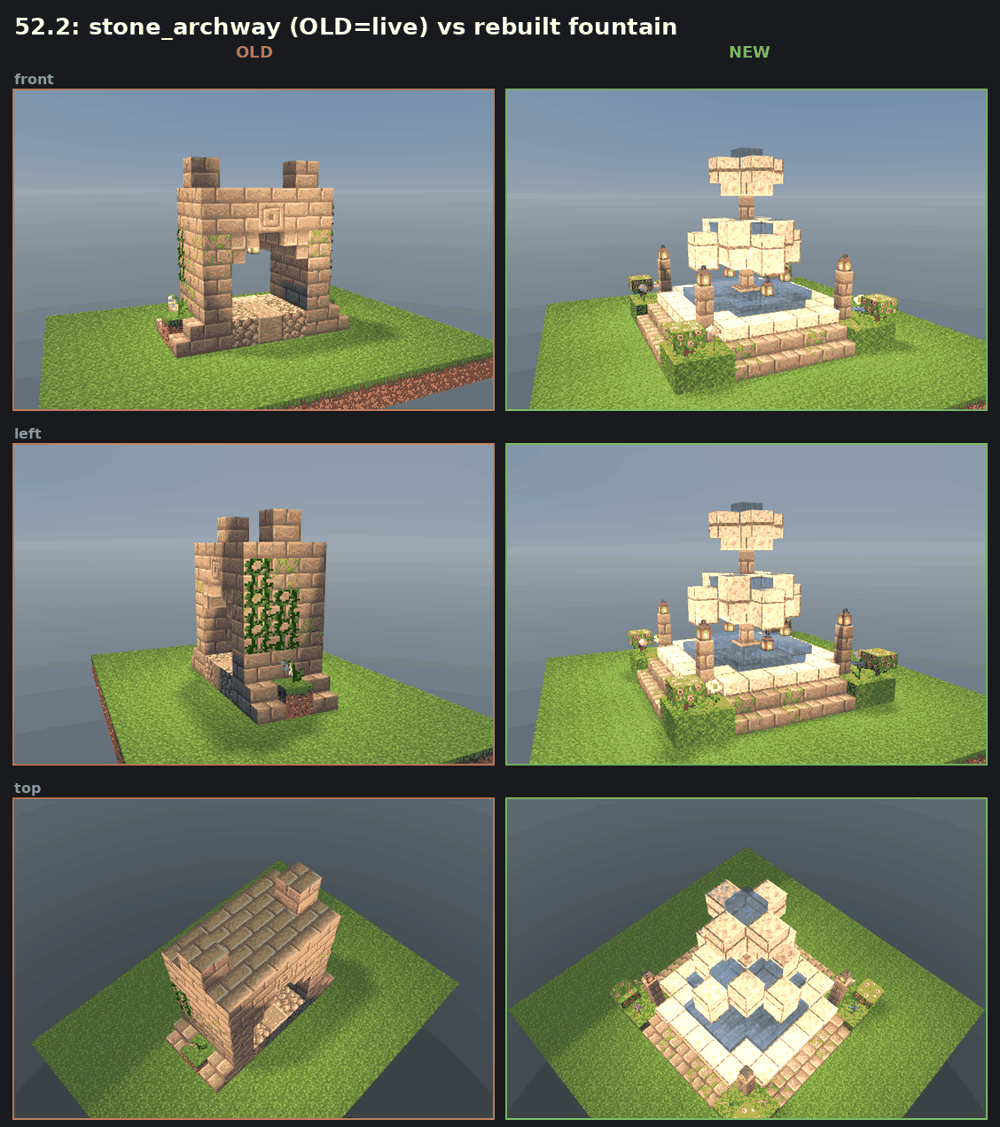 52.2: stone_archway (OLD=live) vs rebuilt fountain
OLD
NEW
front
left
top